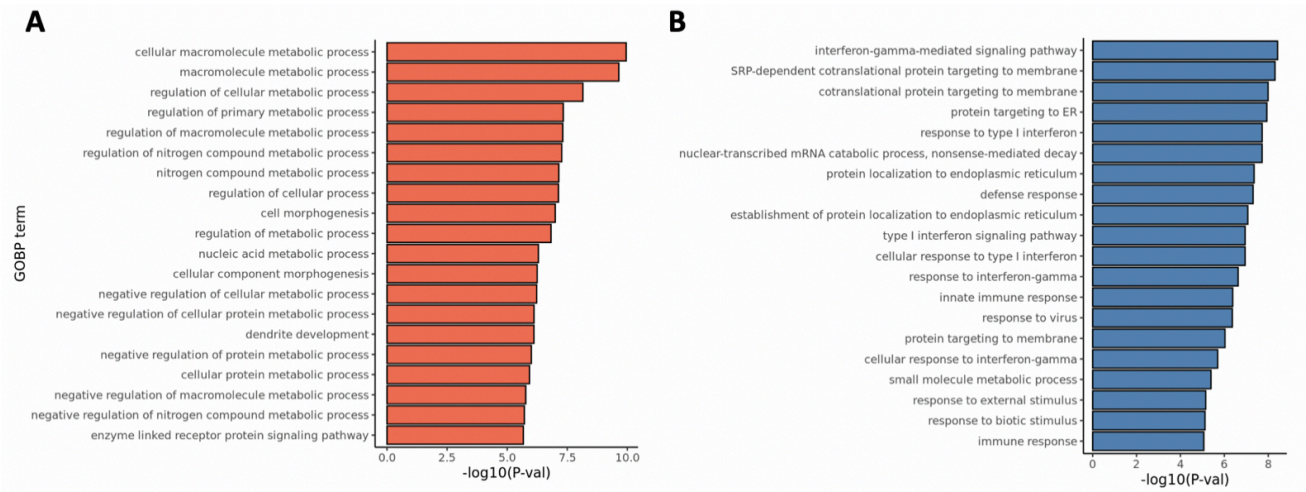 A
GOBP term
cellular macromolecule metabolic process
macromolecule metabolic process
regulation of cellular metabolic process
regulation of primary metabolic process
regulation of macromolecule metabolic process
regulation of nitrogen compound metabolic process
nitrogen compound metabolic process
regulation of cellular process
cell morphogenesis
regulation of metabolic process
nucleic acid metabolic process
cellular component morphogenesis
negative regulation of cellular metabolic process
negative regulation of cellular protein metabolic process
dendrite development
negative regulation of protein metabolic process
cellular protein metabolic process
negative regulation of macromolecule metabolic process
negative regulation of nitrogen compound metabolic process
enzyme linked receptor protein signaling pathway
0.0 2.5 5.0 7.5 10.0
-log10(P-val)
B
interferon-gamma-mediated signaling pathway
SRP-dependent cotranslational protein targeting to membrane
cotranslational protein targeting to membrane
protein targeting to ER
response to type I interferon
nuclear-transcribed mRNA catabolic process, nonsense-mediated decay
protein localization to endoplasmic reticulum
defense response
establishment of protein localization to endoplasmic reticulum
type I interferon signaling pathway
cellular response to type I interferon
response to interferon-gamma
innate immune response
response to virus
protein targeting to membrane
cellular response to interferon-gamma
small molecule metabolic process
response to external stimulus
response to biotic stimulus
immune response
0 2 4 6 8
-log10(P-val)